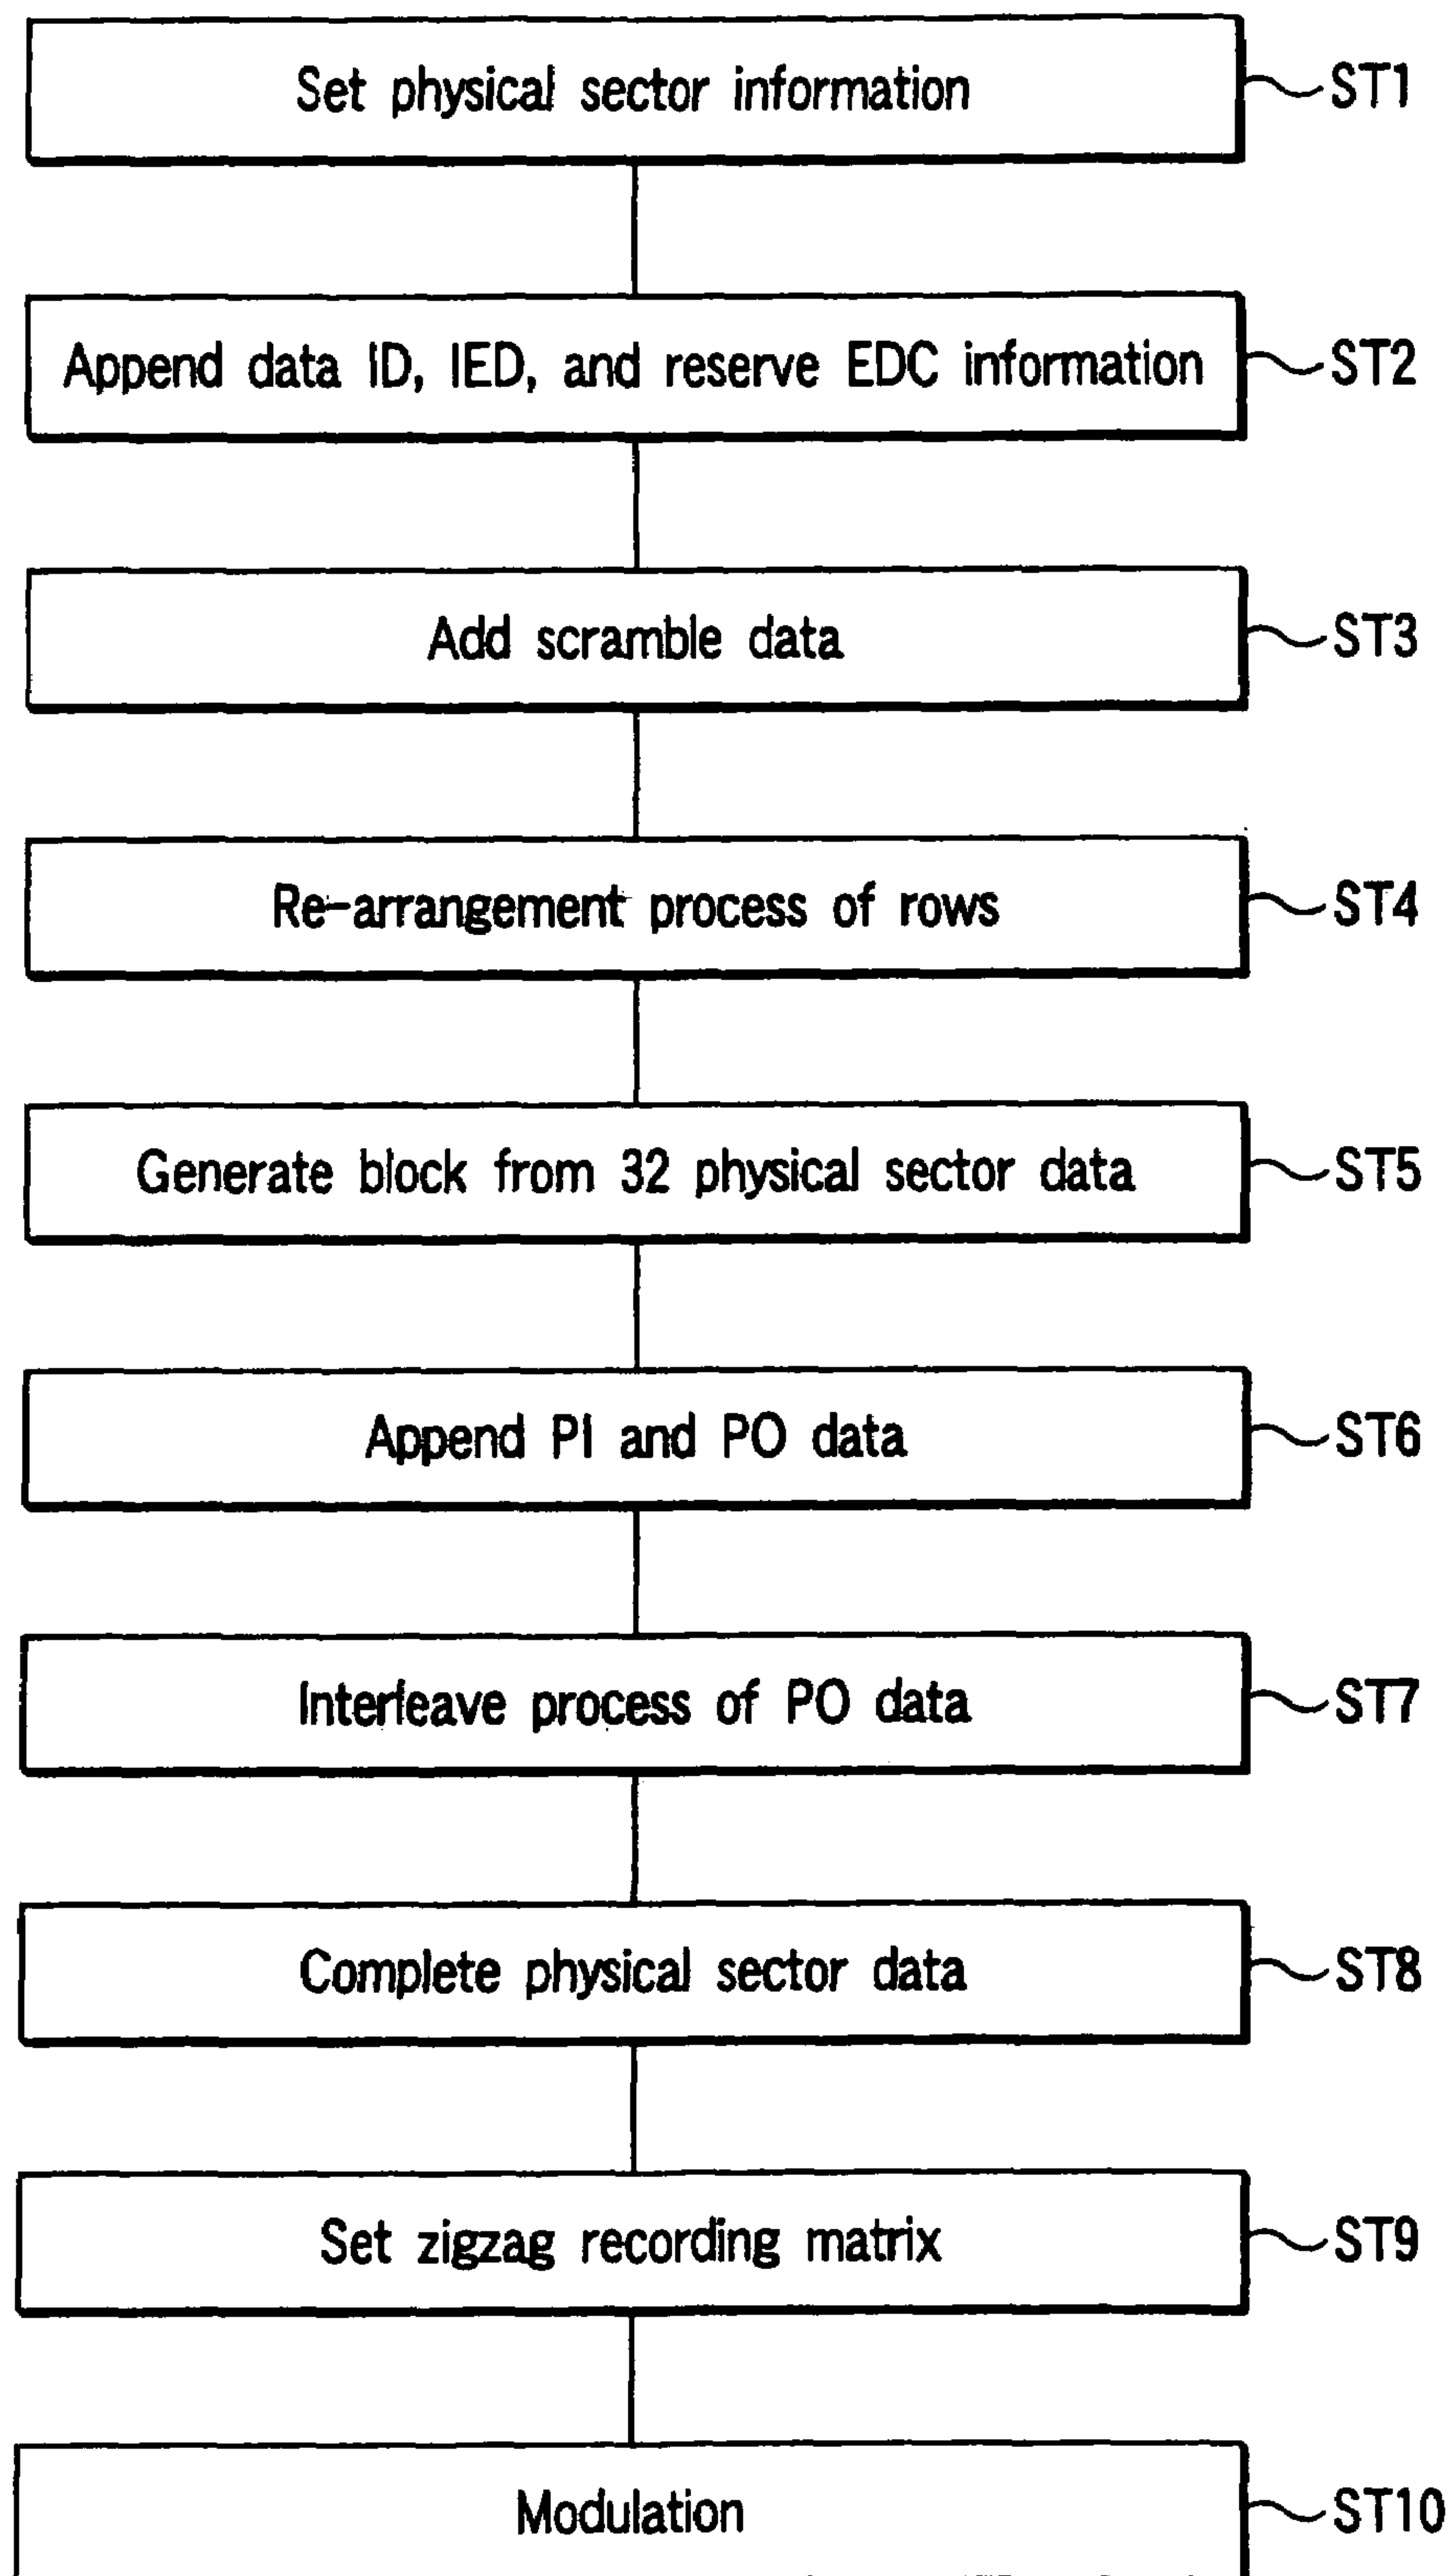 Set physical sector information ST1
Append data ID, IED, and reserve EDC information ST2
Add scramble data ST3
Re-arrangement process of rows ST4
Generate block from 32 physical sector data ST5
Append PI and PO data ST6
Interleave process of PO data ST7
Complete physical sector data ST8
Set zigzag recording matrix ST9
Modulation ST10